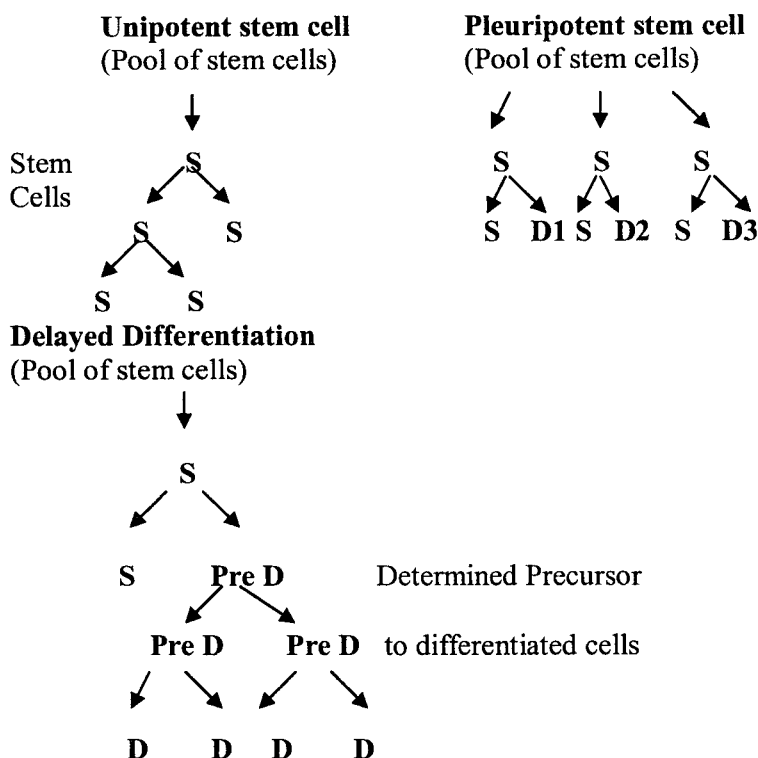 Unipotent stem cell
(Pool of stem cells)
Pleuripotent stem cell
(Pool of stem cells)
Stem
Cells
S
S S
S S
S S S
S D1 S D2 S D3
Delayed Differentiation
(Pool of stem cells)
S
S Pre D Determined Precursor
Pre D Pre D to differentiated cells
D D D D